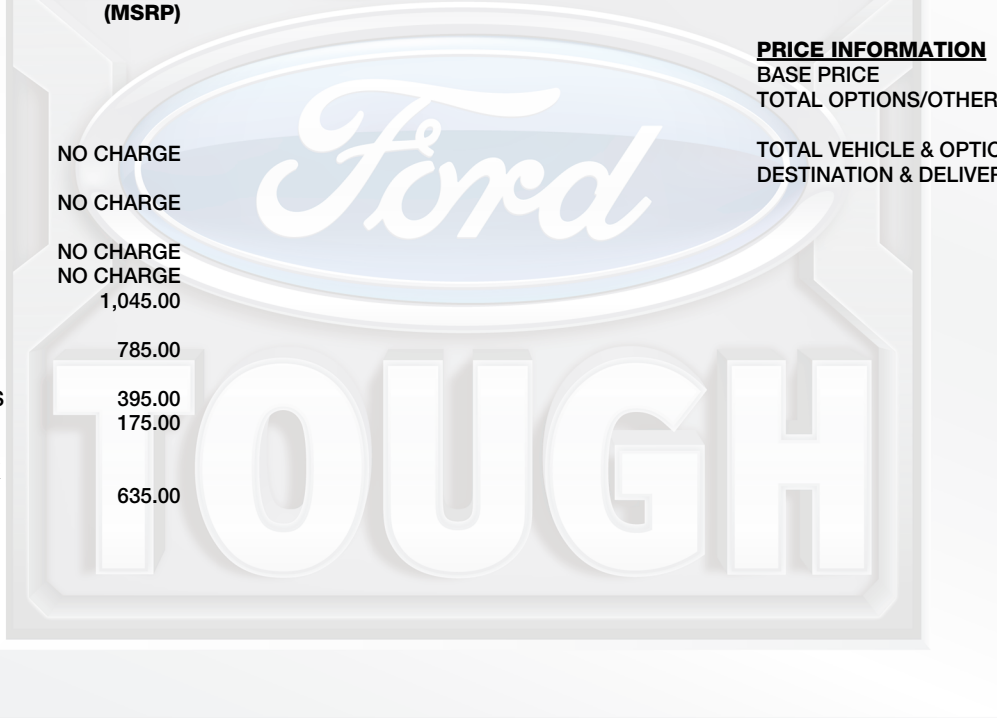 (MSRP)
NO CHARGE
NO CHARGE
NO CHARGE
NO CHARGE
1,045.00
785.00
S
395.00
175.00
635.00
PRICE INFORMATION
BASE PRICE
TOTAL OPTIONS/OTHER
TOTAL VEHICLE & OPTIO
DESTINATION & DELIVER
Ford
TOUGH